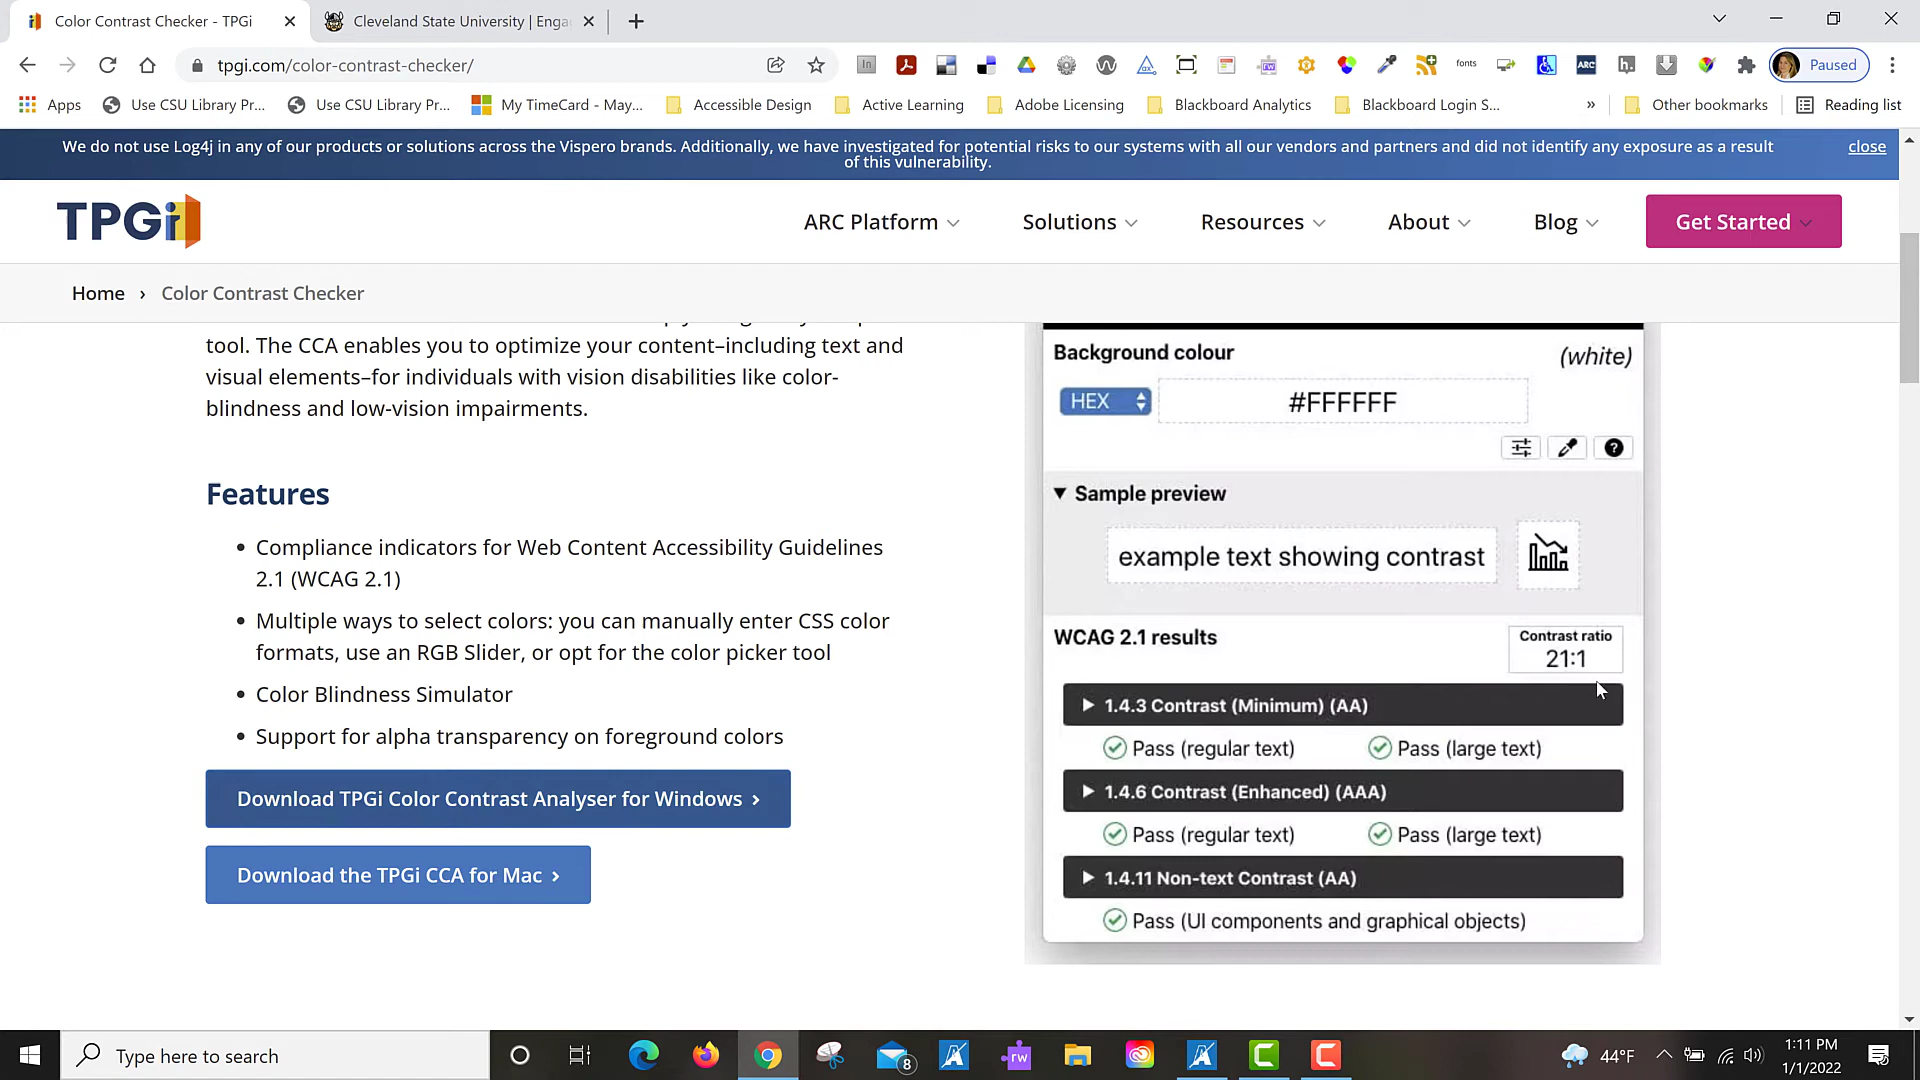 Color Contrast Checker - TPGi
Cleveland State University | Enga
tpgi.com/color-contrast-checker/
fonts
ARC
Paused
Apps
Use CSU Library Pr...
Use CSU Library Pr...
My TimeCard - May...
Accessible Design
Active Learning
Adobe Licensing
Blackboard Analytics
Blackboard Login S...
»
Other bookmarks
Reading list
We do not use Log4j in any of our products or solutions across the Vispero brands. Additionally, we have investigated for potential risks to our systems with all our vendors and partners and did not identify any exposure as a result
of this vulnerability.
close
TPGi
ARC Platform
Solutions
Resources
About
Blog
Get Started
Home › Color Contrast Checker
tool. The CCA enables you to optimize your content–including text and
visual elements–for individuals with vision disabilities like color-
blindness and low-vision impairments.
Features
• Compliance indicators for Web Content Accessibility Guidelines
2.1 (WCAG 2.1)
• Multiple ways to select colors: you can manually enter CSS color
formats, use an RGB Slider, or opt for the color picker tool
• Color Blindness Simulator
• Support for alpha transparency on foreground colors
Download TPGi Color Contrast Analyser for Windows ›
Download the TPGi CCA for Mac ›
Background colour
(white)
HEX
#FFFFFF
Sample preview
example text showing contrast
WCAG 2.1 results
Contrast ratio
21:1
1.4.3 Contrast (Minimum) (AA)
Pass (regular text)
Pass (large text)
1.4.6 Contrast (Enhanced) (AAA)
Pass (regular text)
Pass (large text)
1.4.11 Non-text Contrast (AA)
Pass (UI components and graphical objects)
Type here to search
8
rw
44°F
1:11 PM
1/1/2022